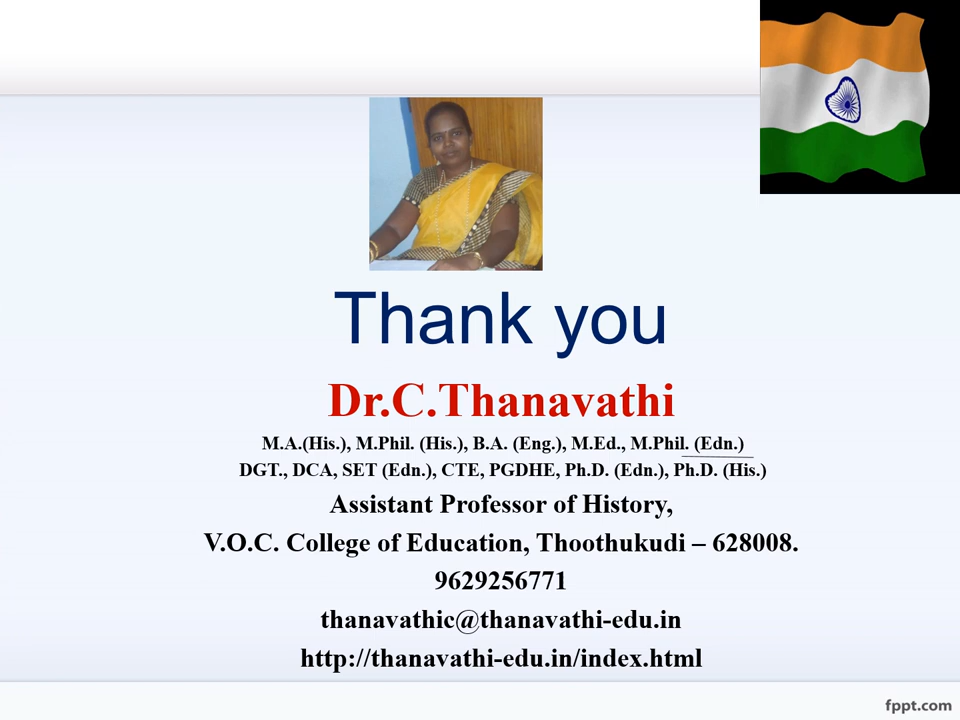 Thank you
Dr.C.Thanavathi
M.A.(His.), M.Phil. (His.), B.A. (Eng.), M.Ed., M.Phil. (Edn.)
DGT., DCA, SET (Edn.), CTE, PGDHE, Ph.D. (Edn.), Ph.D. (His.)
Assistant Professor of History,
V.O.C. College of Education, Thoothukudi – 628008.
9629256771
thanavathic@thanavathi-edu.in
http://thanavathi-edu.in/index.html
fppt.com